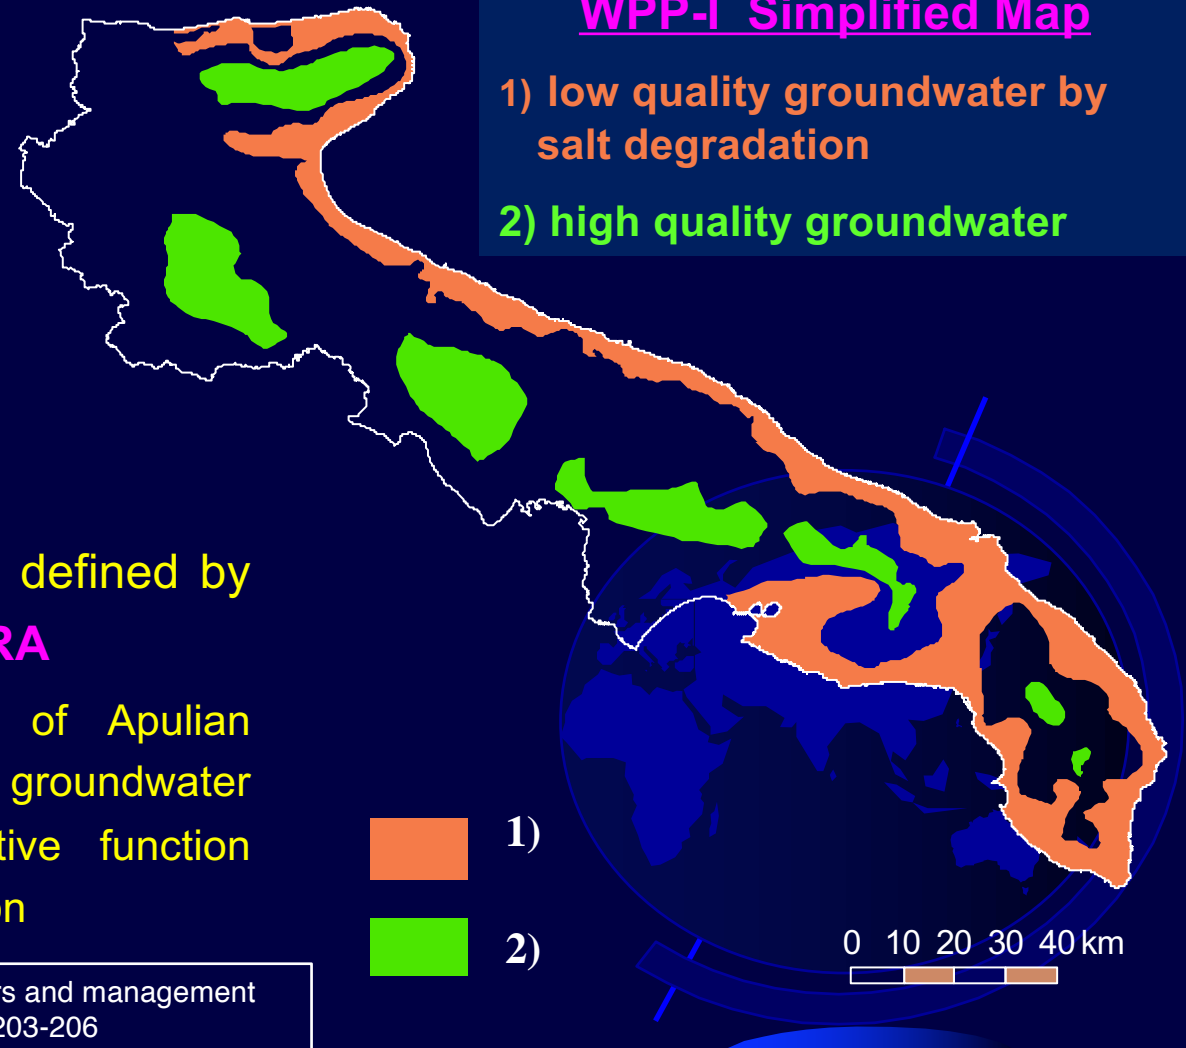 WPP-I Simplified Map
1) low quality groundwater by
salt degradation
2) high quality groundwater
defined by
RA
of Apulian
groundwater
tive function
on
1)
2)
0 10 20 30 40 km
rs and management
203-206